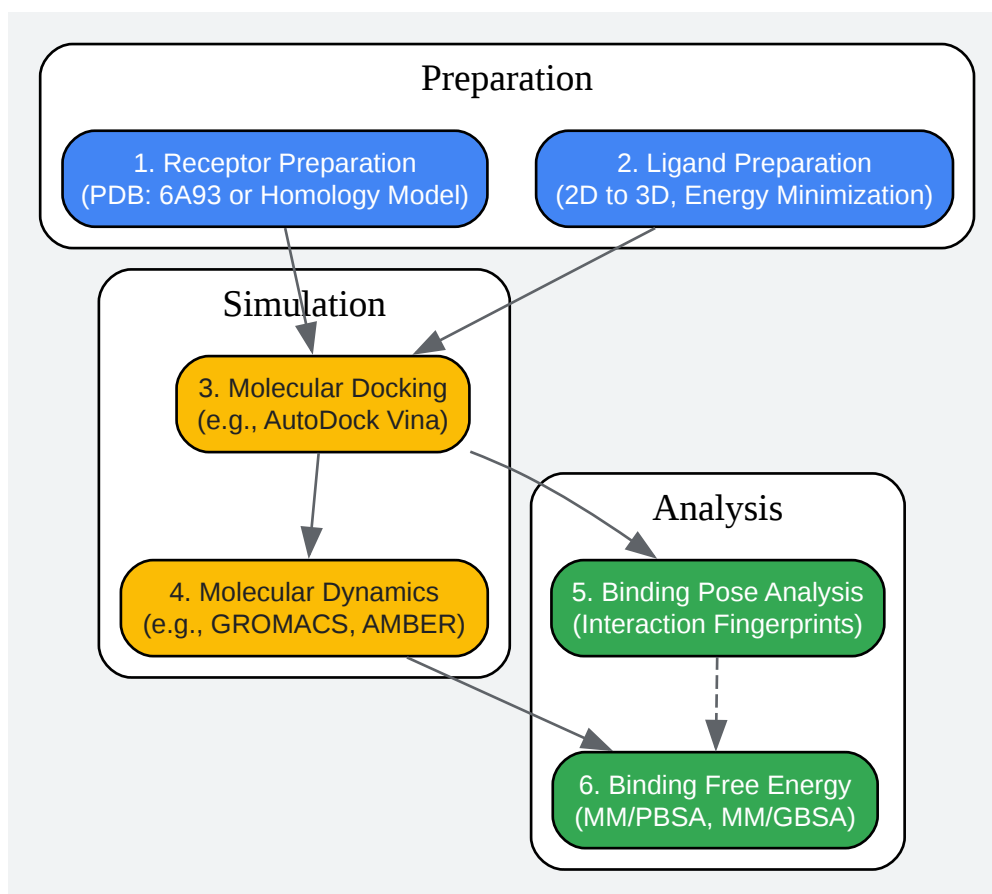 Preparation
1. Receptor Preparation
(PDB: 6A93 or Homology Model)
2. Ligand Preparation
(2D to 3D, Energy Minimization)
Simulation
3. Molecular Docking
(e.g., AutoDock Vina)
4. Molecular Dynamics
(e.g., GROMACS, AMBER)
Analysis
5. Binding Pose Analysis
(Interaction Fingerprints)
6. Binding Free Energy
(MM/PBSA, MM/GBSA)